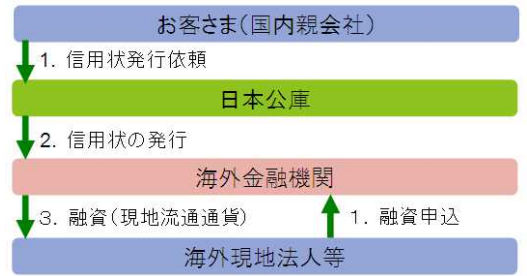 お客さま(国内親会社)
1. 信用状発行依頼
日本公庫
2. 信用状の発行
海外金融機関
3. 融資(現地流通通貨)
1. 融資申込
海外現地法人等